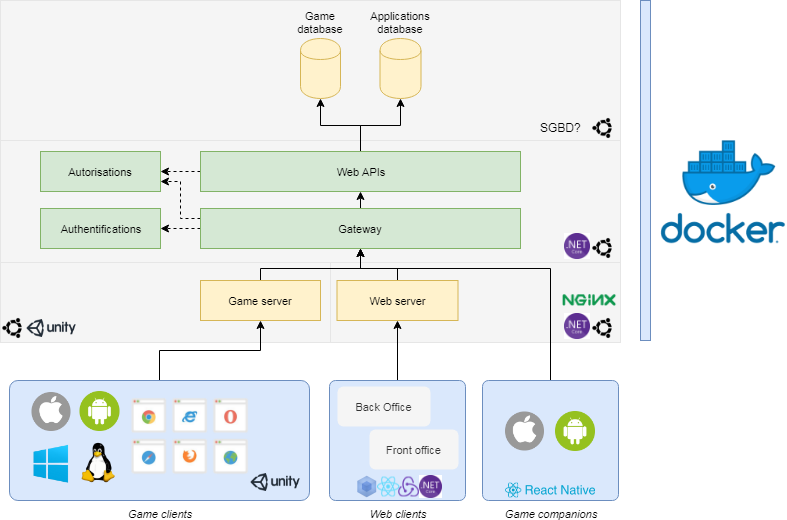 Game
database
Applications
database
SGBD?
Autorisations
Web APIs
Authentifications
Gateway
.NET
Core
Game server
Web server
NGINX
.NET
Core
unity
docker
Back Office
Front office
unity
.NET
Core
React Native
Game clients
Web clients
Game companions